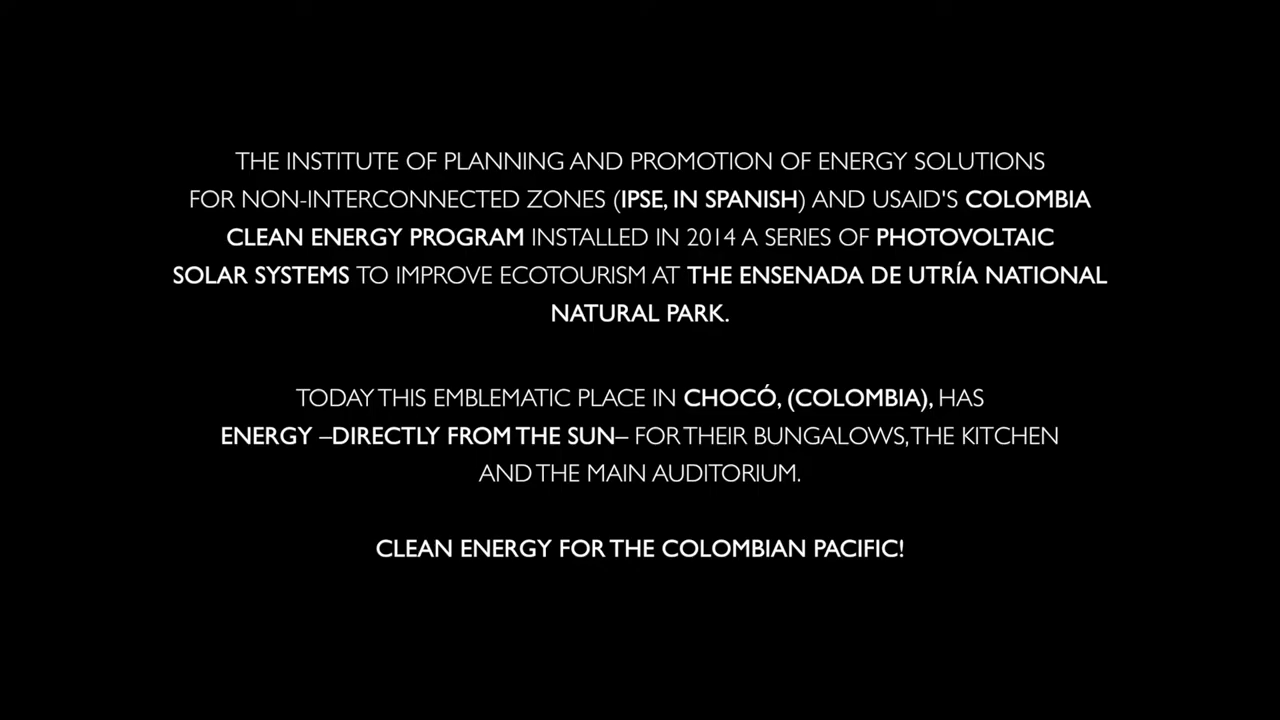 THE INSTITUTE OF PLANNING AND PROMOTION OF ENERGY SOLUTIONS
FOR NON-INTERCONNECTED ZONES (IPSE, IN SPANISH) AND USAID'S COLOMBIA
CLEAN ENERGY PROGRAM INSTALLED IN 2014 A SERIES OF PHOTOVOLTAIC
SOLAR SYSTEMS TO IMPROVE ECOTOURISM AT THE ENSENADA DE UTRÍA NATIONAL
NATURAL PARK.
TODAY THIS EMBLEMATIC PLACE IN CHOCÓ, (COLOMBIA), HAS
ENERGY –DIRECTLY FROM THE SUN– FOR THEIR BUNGALOWS, THE KITCHEN
AND THE MAIN AUDITORIUM.
CLEAN ENERGY FOR THE COLOMBIAN PACIFIC!